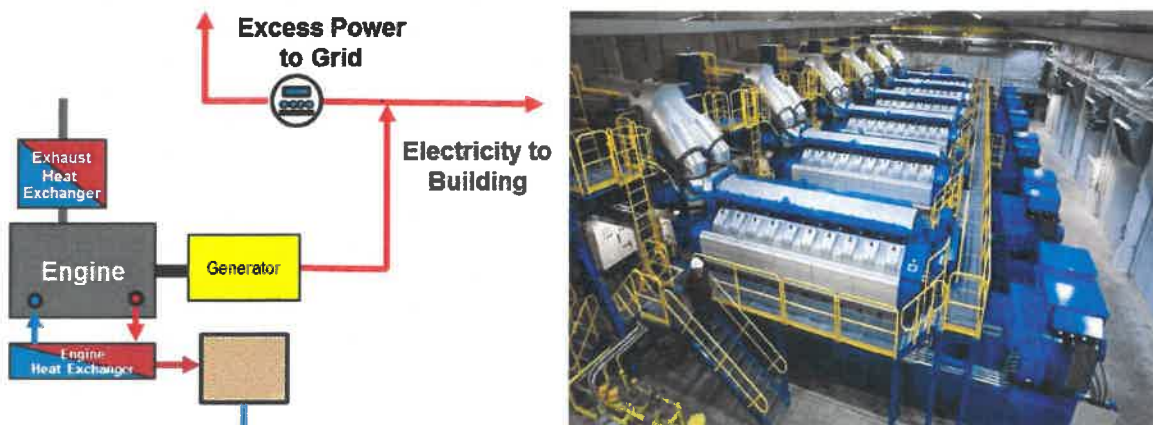 Excess Power
to Grid
Electricity to
Building
Exhaust
Heat
Exchanger
Engine
Generator
Engine
Heat Exchanger